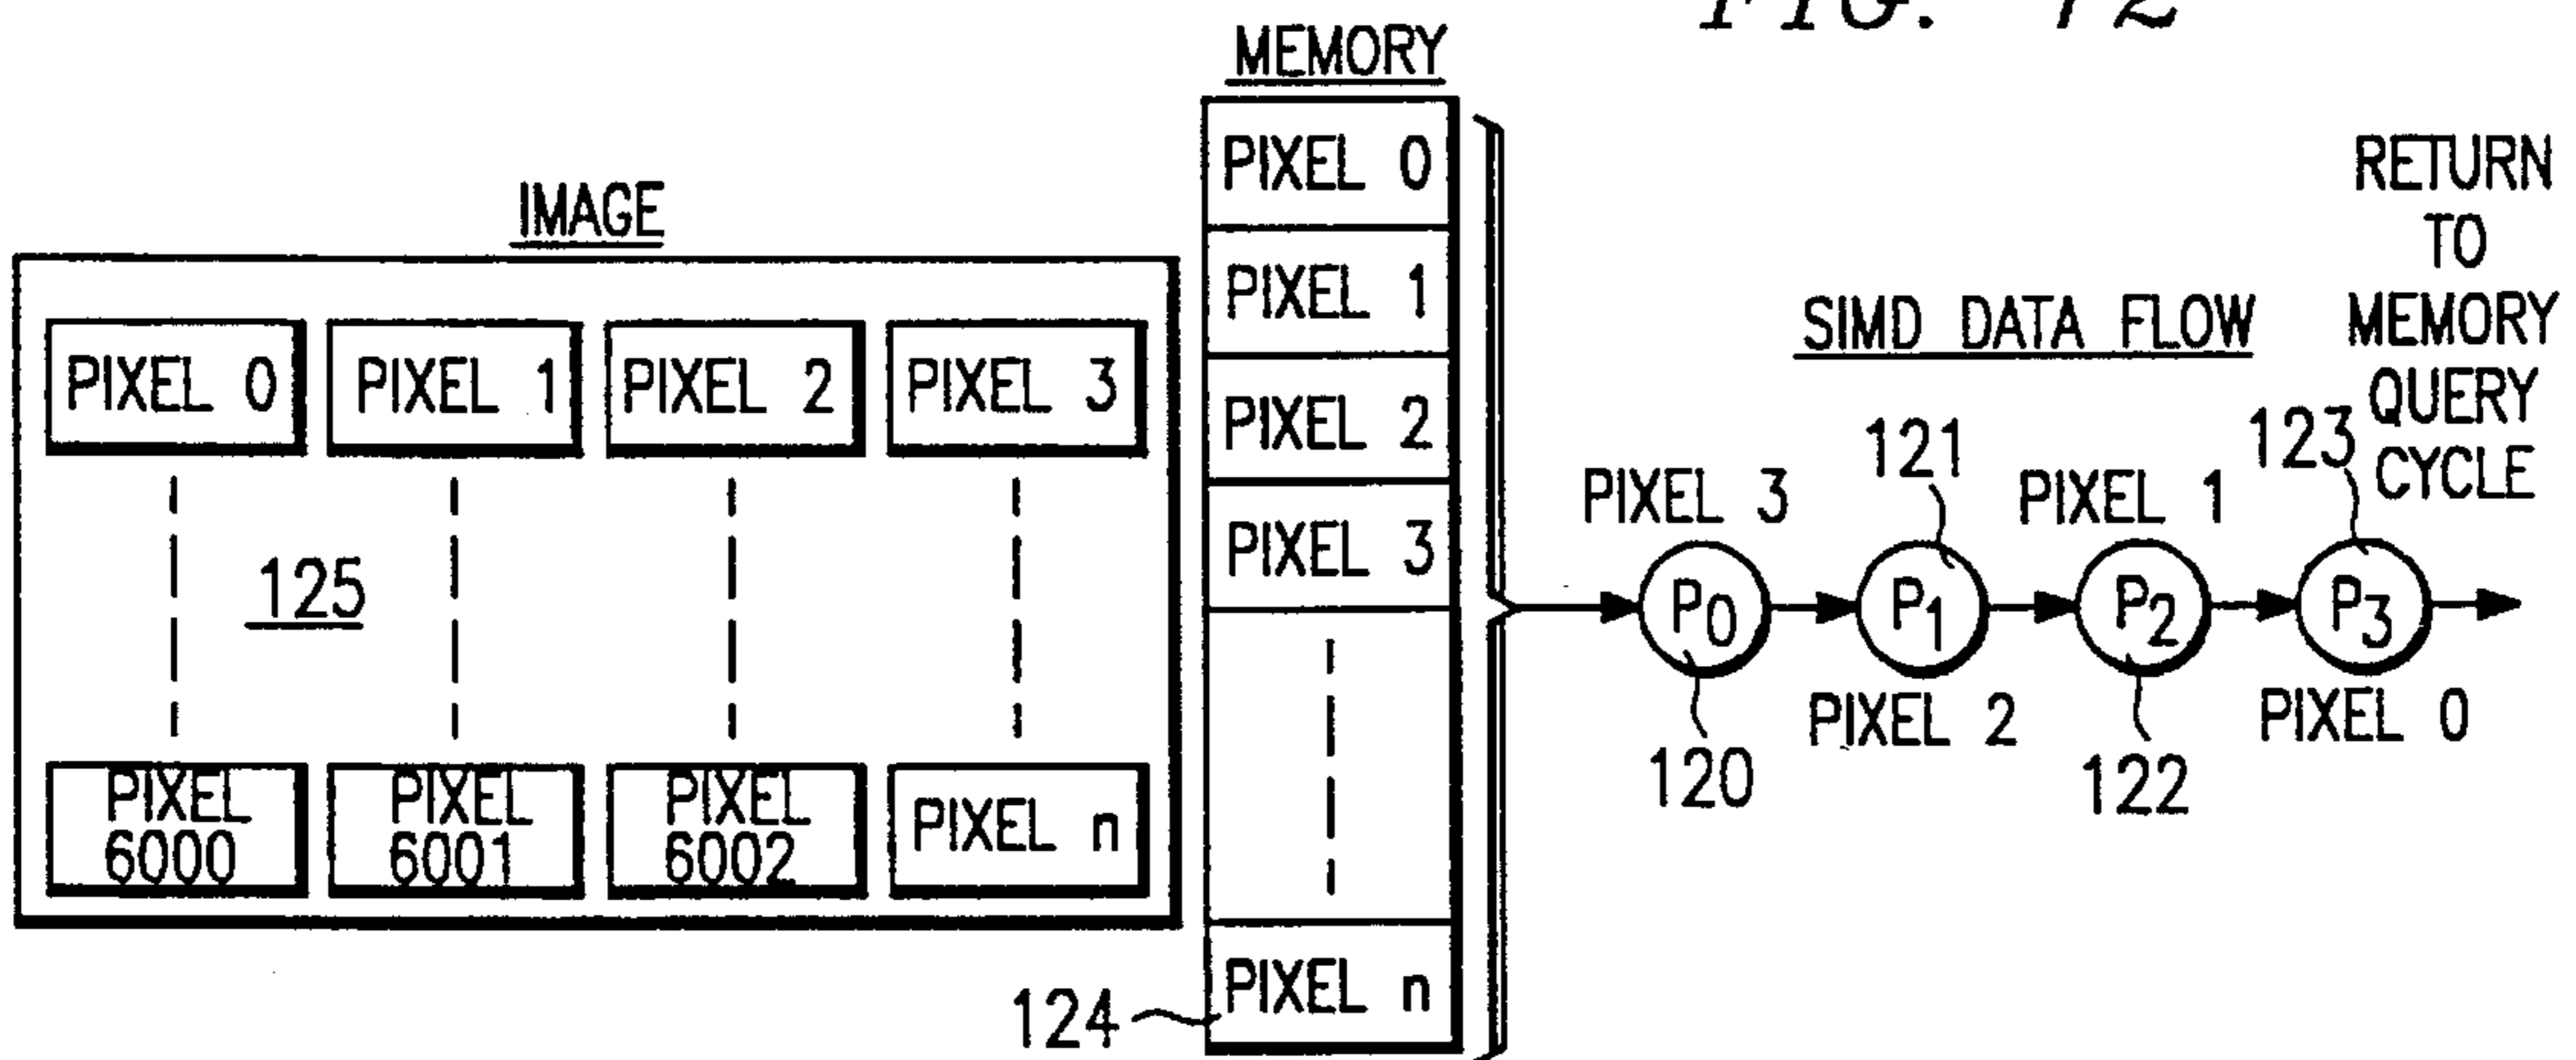 FIG. 12
MEMORY
IMAGE
PIXEL 0
PIXEL 1
PIXEL 2
PIXEL 3
125
PIXEL
6000
PIXEL
6001
PIXEL
6002
PIXEL n
PIXEL 0
PIXEL 1
PIXEL 2
PIXEL 3
PIXEL n
124
SIMD DATA FLOW
RETURN
TO
MEMORY
QUERY
CYCLE
PIXEL 3
121
PIXEL 1
123
P0
P1
P2
P3
120
PIXEL 2
122
PIXEL 0